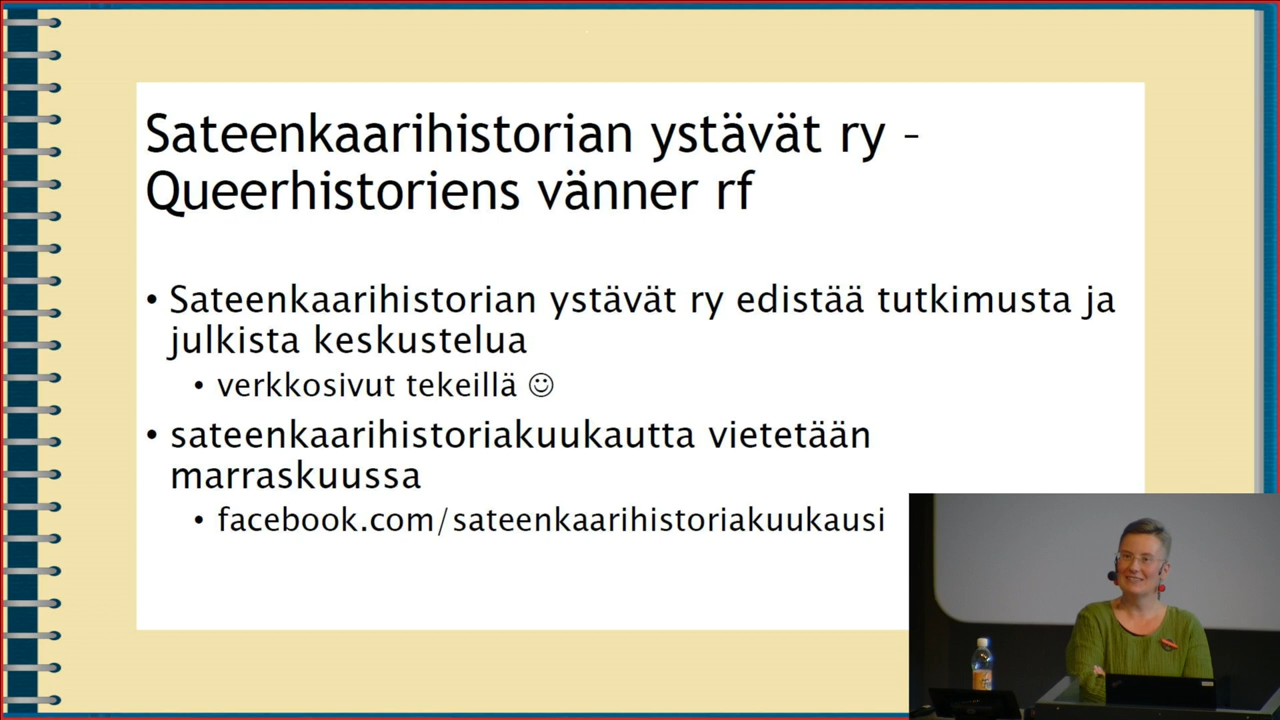 Sateenkaarihistorian ystävät ry –
Queerhistoriens vänner rf
• Sateenkaarihistorian ystävät ry edistää tutkimusta ja
julkista keskustelua
• verkkosivut tekeillä ☺
• sateenkaarihistoriakuukautta vietetään
marraskuussa
• facebook.com/sateenkaarihistoriakuukausi